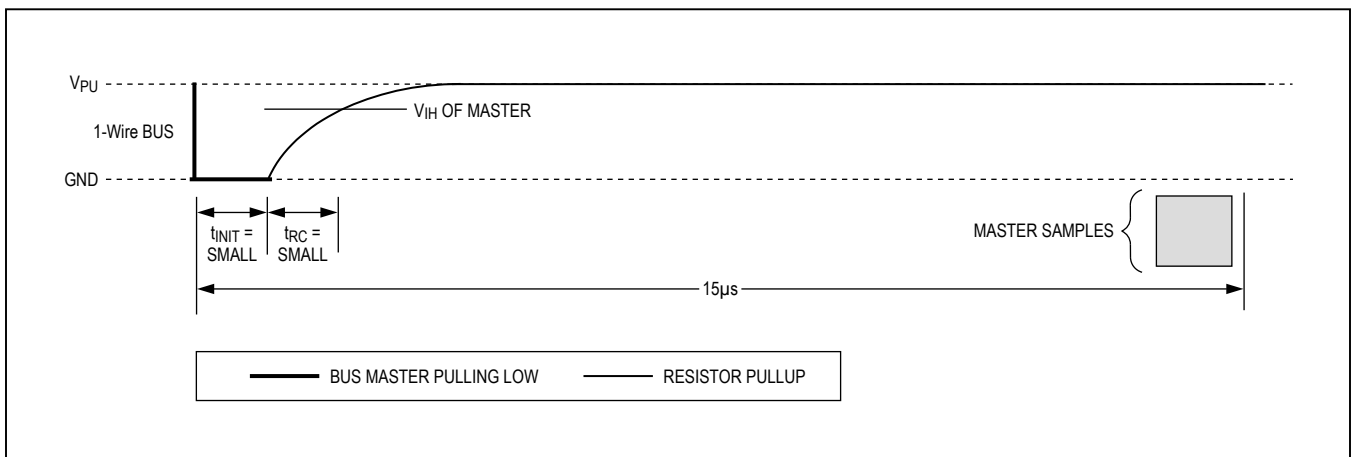 VPU
VIH OF MASTER
1-Wire BUS
GND
tINIT =
SMALL
tRC =
SMALL
MASTER SAMPLES
15µs
BUS MASTER PULLING LOW
RESISTOR PULLUP